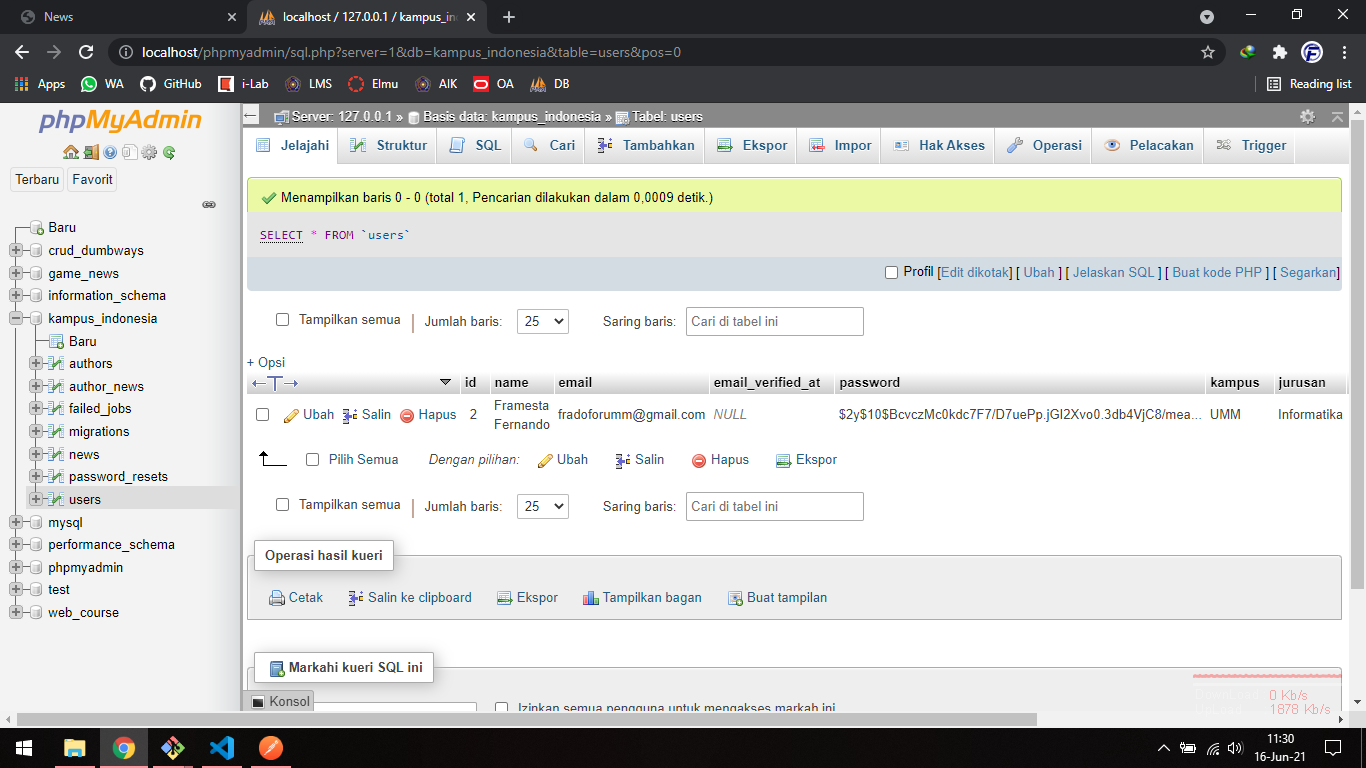 News
localhost / 127.0.0.1 / kampus_in
localhost/phpmyadmin/sql.php?server=1&db=kampus_indonesia&table=users&pos=0
Apps WA GitHub i-Lab LMS Elmu AIK OA DB Reading list
phpMyAdmin
Terbaru Favorit
Baru
crud_dumbways
game_news
information_schema
kampus_indonesia
Baru
authors
author_news
failed_jobs
migrations
news
password_resets
users
mysql
performance_schema
phpmyadmin
test
web_course
Server: 127.0.0.1 » Basis data: kampus_indonesia » Tabel: users
Jelajahi Struktur SQL Cari Tambahkan Ekspor Impor Hak Akses Operasi Pelacakan Trigger
Menampilkan baris 0 - 0 (total 1, Pencarian dilakukan dalam 0,0009 detik.)
SELECT * FROM `users`
Profil [Edit dikotak] [ Ubah ] [ Jelaskan SQL ] [ Buat kode PHP ] [ Segarkan]
Tampilkan semua | Jumlah baris: 25 Saring baris: Cari di tabel ini
+ Opsi
←T→ id name email email_verified_at password kampus jurusan
Ubah Salin Hapus 2 Framesta Fernando fradoforumm@gmail.com NULL $2y$10$BcvczMc0kdc7F7/D7uePp.jGI2Xvo0.3db4VjC8/mea... UMM Informatika
Pilih Semua Dengan pilihan: Ubah Salin Hapus Ekspor
Tampilkan semua | Jumlah baris: 25 Saring baris: Cari di tabel ini
Operasi hasil kueri
Cetak Salin ke clipboard Ekspor Tampilkan bagan Buat tampilan
Markahi kueri SQL ini
Konsol
Izinkan semua pengguna untuk mengakses markah ini
0 Kb/s
1878 Kb/s
11:30
16-Jun-21